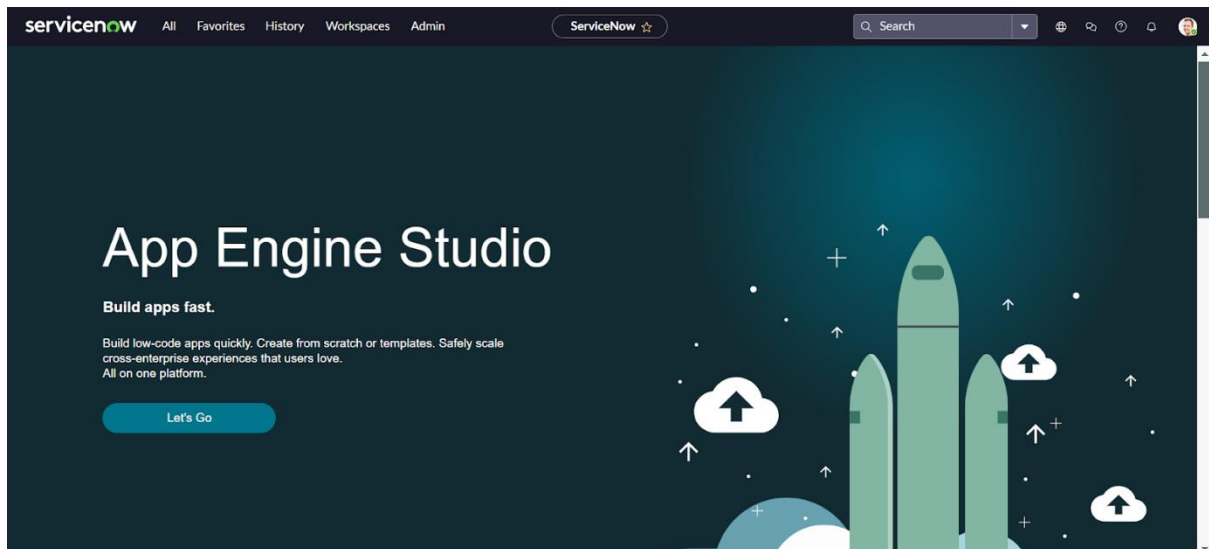 servicenow All Favorites History Workspaces Admin ServiceNow Search
App Engine Studio
Build apps fast.
Build low-code apps quickly. Create from scratch or templates. Safely scale
cross-enterprise experiences that users love.
All on one platform.
Let's Go